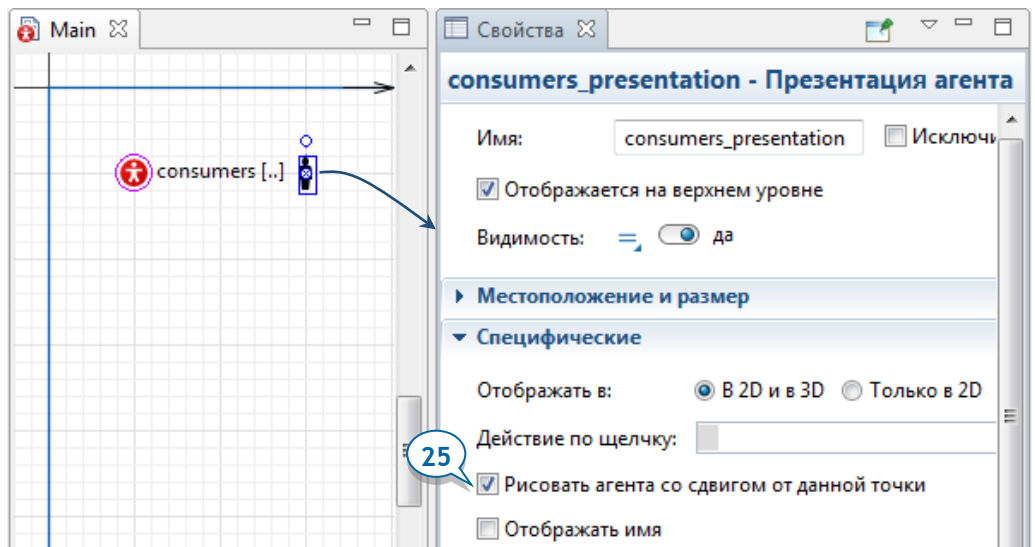 Main
consumers [..]
Свойства
consumers_presentation - Презентация агента
Имя: consumers_presentation Исключи
Отображается на верхнем уровне
Видимость: = да
Местоположение и размер
Специфические
Отображать в: В 2D и в 3D Только в 2D
Действие по щелчку:
25
Рисовать агента со сдвигом от данной точки
Отображать имя